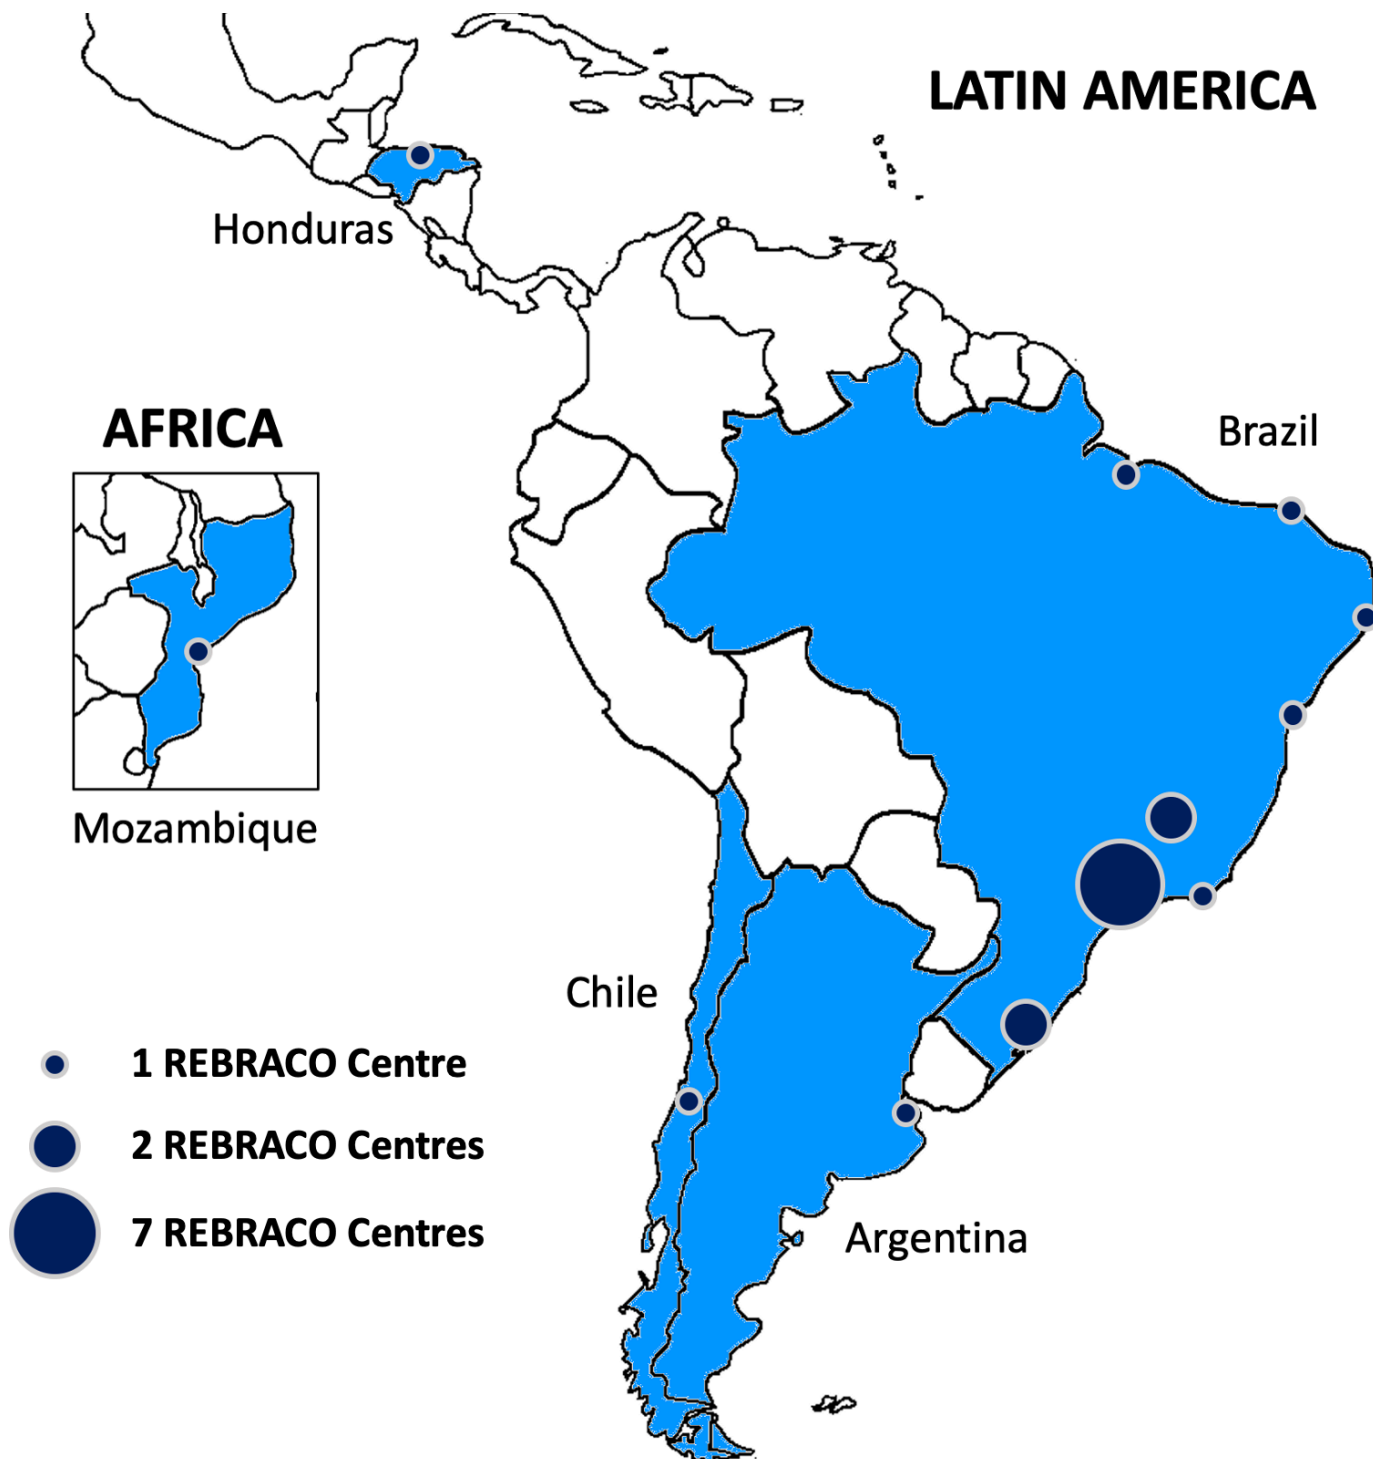 LATIN AMERICA
Honduras
AFRICA
Brazil
Mozambique
Chile
1 REBRACO Centre
2 REBRACO Centres
7 REBRACO Centres
Argentina